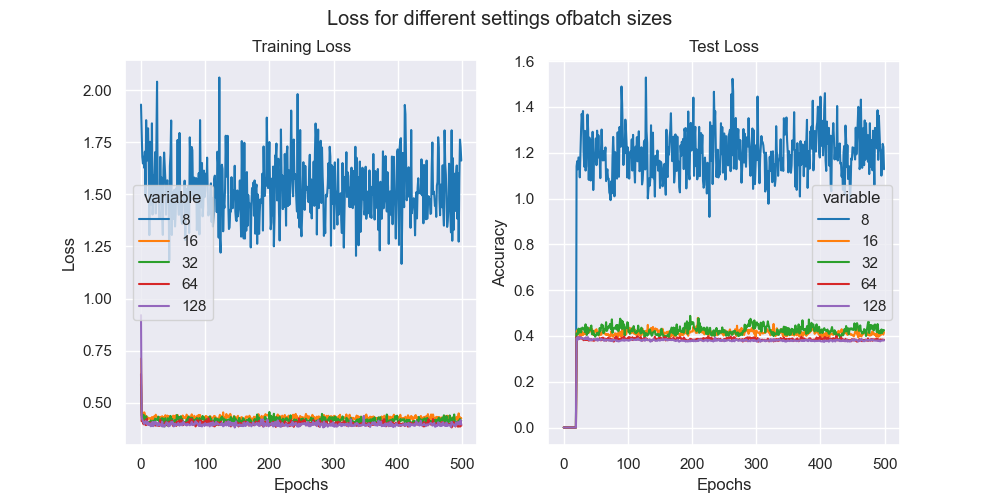 Loss for different settings ofbatch sizes
Training Loss
2.00
1.75
1.50
1.25
1.00
0.75
0.50
Loss
variable
8
16
32
64
128
0 100 200 300 400 500
Epochs
Test Loss
1.6
1.4
1.2
1.0
0.8
0.6
0.4
0.2
0.0
Accuracy
variable
8
16
32
64
128
0 100 200 300 400 500
Epochs